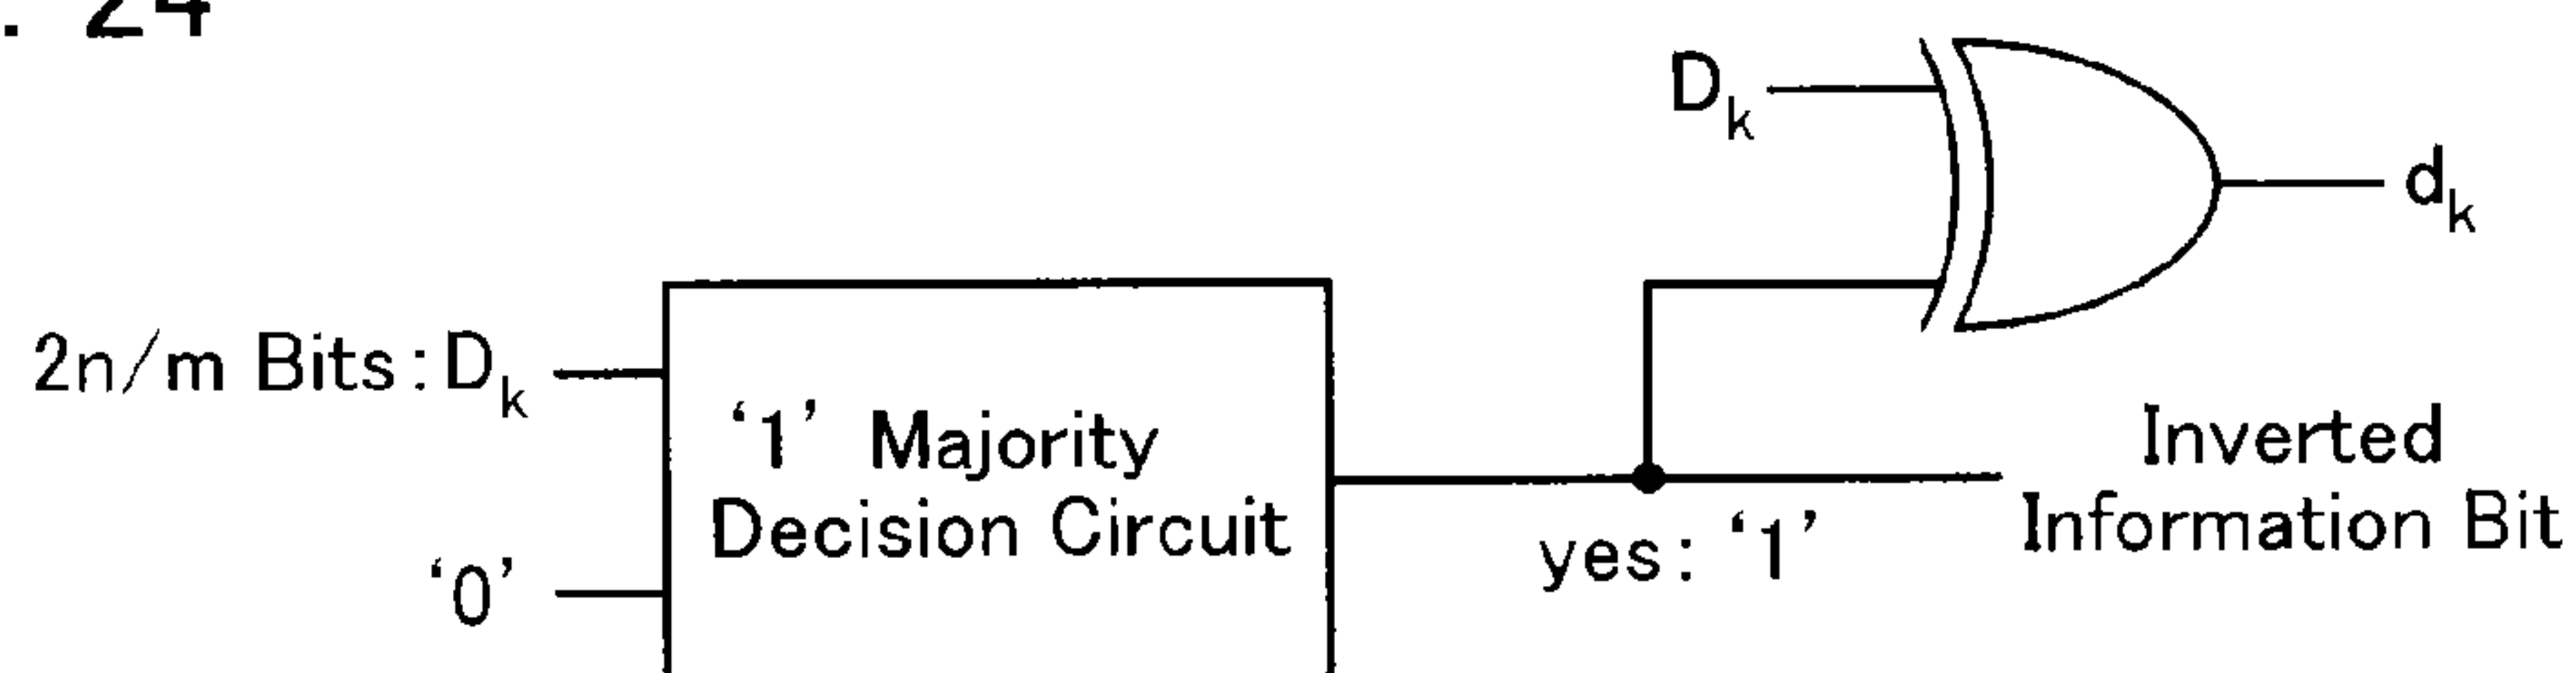 . 24
D_k
d_k
2n/m Bits:D_k
'1' Majority
Decision Circuit
'0'
yes: '1'
Inverted
Information Bit